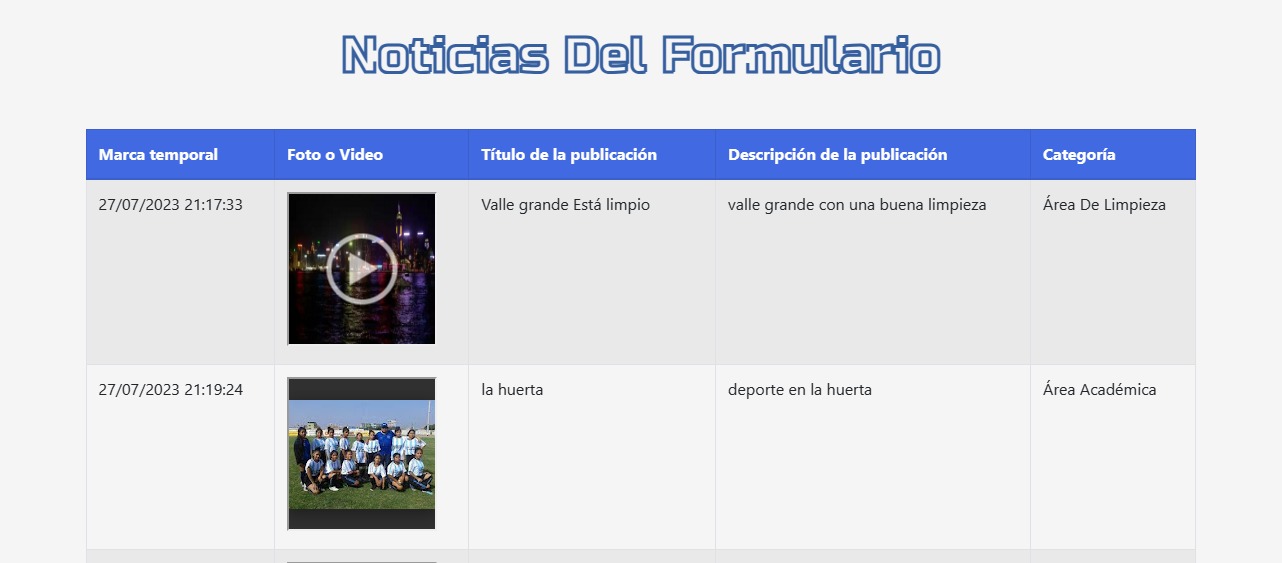 Noticias Del Formulario
Marca temporal Foto o Video Título de la publicación Descripción de la publicación Categoría
27/07/2023 21:17:33 Valle grande Está limpio valle grande con una buena limpieza Área De Limpieza
27/07/2023 21:19:24 la huerta deporte en la huerta Área Académica